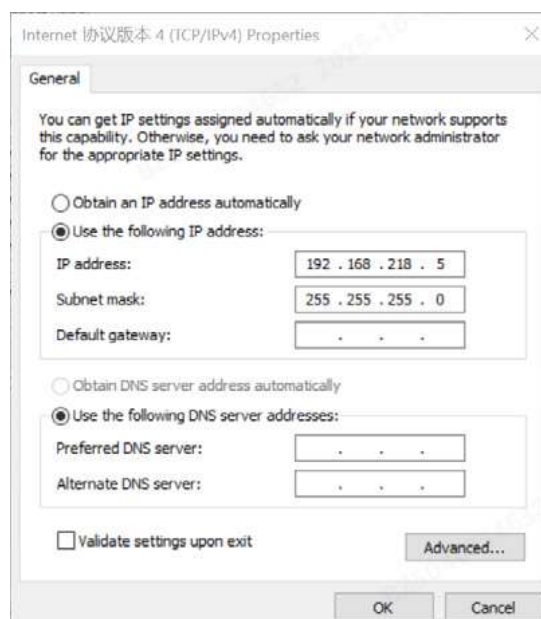 Internet 协议版本 4 (TCP/IPv4) Properties
General
You can get IP settings assigned automatically if your network supports
this capability. Otherwise, you need to ask your network administrator
for the appropriate IP settings.
Obtain an IP address automatically
Use the following IP address:
IP address: 192 . 168 . 218 . 5
Subnet mask: 255 . 255 . 255 . 0
Default gateway: . . .
Obtain DNS server address automatically
Use the following DNS server addresses:
Preferred DNS server: . . .
Alternate DNS server: . . .
Validate settings upon exit
Advanced...
OK Cancel